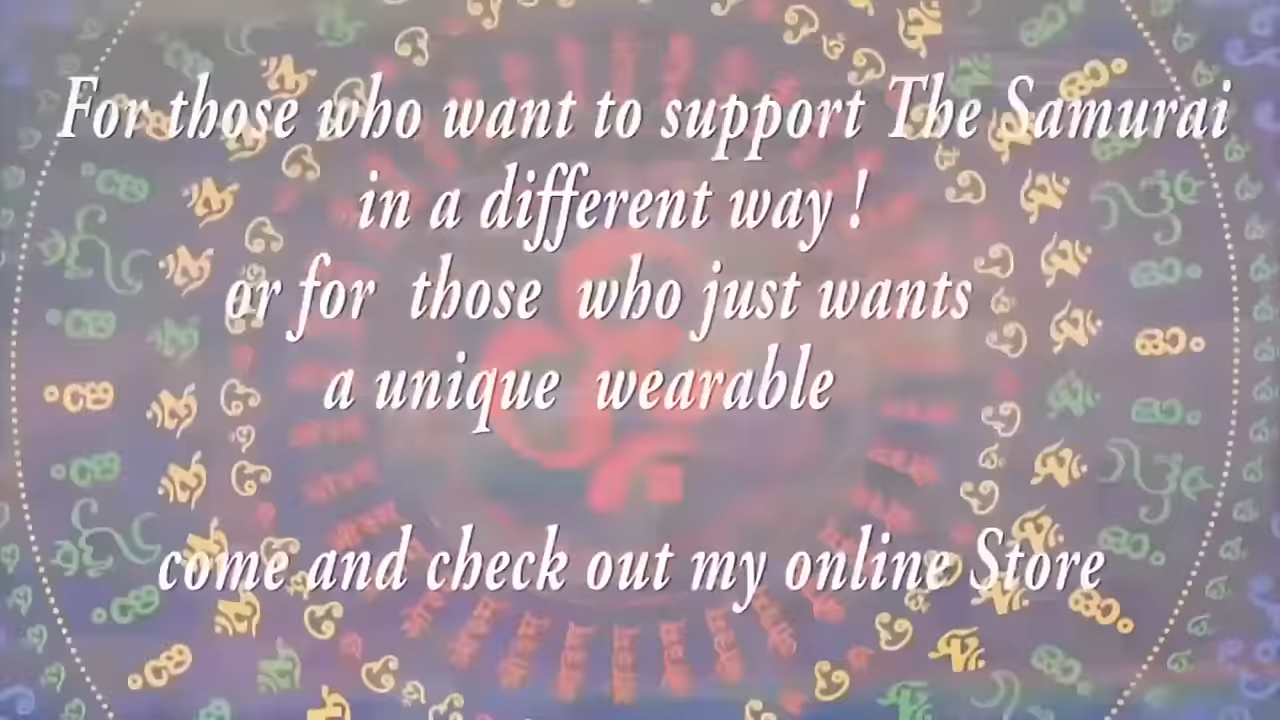 For those who want to support The Samurai
in a different way !
or for those who just wants
a unique wearable
come and check out my online Store